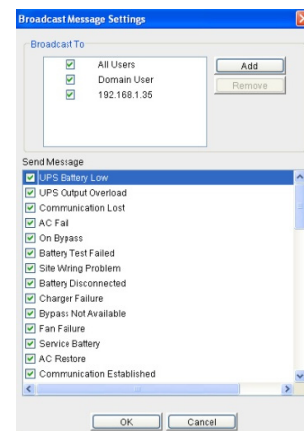 Broadcast Message Settings
Broadcast To
All Users
Domain User
192.168.1.35
Add
Remove
Send Message
UPS Battery Low
UPS Output Overload
Communication Lost
AC Fail
On Bypass
Battery Test Failed
Site Wiring Problem
Battery Disconnected
Charger Failure
Bypass Not Available
Fan Failure
Service Battery
AC Restore
Communication Established
OK
Cancel